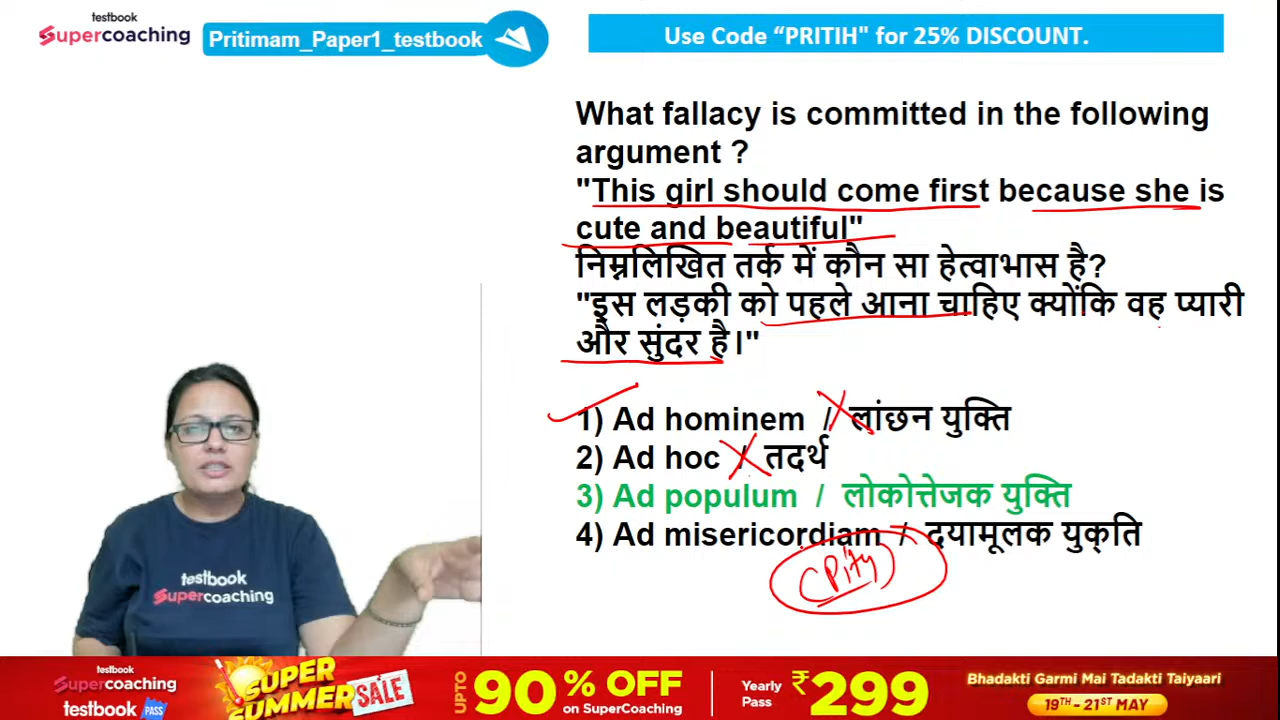 testbook
Supercoaching
Pritimam_Paper1_testbook
Use Code “PRITIH" for 25% DISCOUNT.
What fallacy is committed in the following
argument ?
"This girl should come first because she is
cute and beautiful"
निम्नलिखित तर्क में कौन सा हेत्वाभास है?
"इस लड़की को पहले आना चाहिए क्योंकि वह प्यारी
और सुंदर है।"
1) Ad hominem / लांछन युक्ति
2) Ad hoc / तदर्थ
3) Ad populum / लोकोत्तेजक युक्ति
4) Ad misericordiam / दयामूलक युक्ति
(Pity)
testbook
Supercoaching
testbook
Supercoaching
testbook PASS
SUPER
SUMMER SALE
UPTO 90% OFF
on SuperCoaching
Yearly
Pass
₹299
Bhadakti Garmi Mai Tadakti Taiyaari
19TH - 21ST MAY